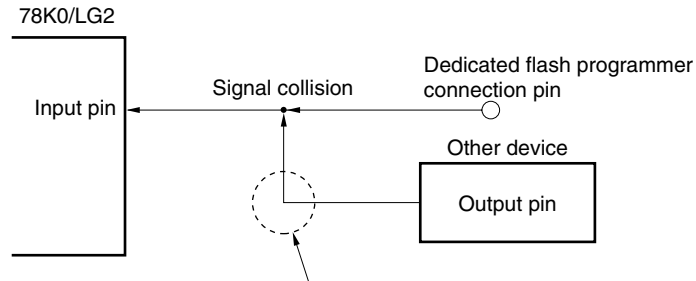 78K0/LG2
Dedicated flash programmer
connection pin
Signal collision
Input pin
Other device
Output pin